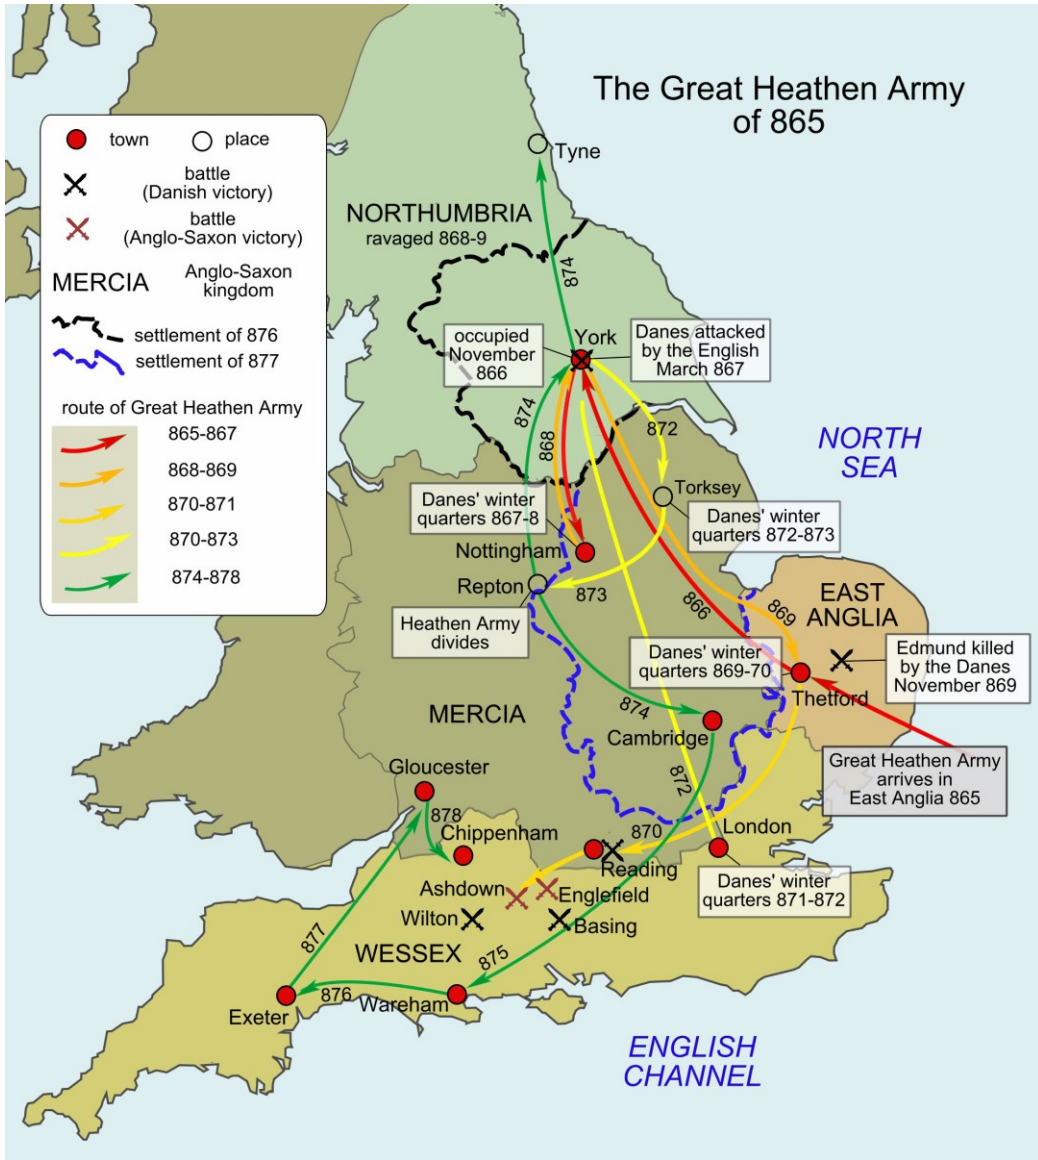 The Great Heathen Army
of 865
town
place
battle
(Danish victory)
battle
(Anglo-Saxon victory)
MERCIA
Anglo-Saxon
kingdom
settlement of 876
settlement of 877
route of Great Heathen Army
865-867
868-869
870-871
870-873
874-878
Tyne
NORTHUMBRIA
ravaged 868-9
874
occupied
November
866
York
Danes attacked
by the English
March 867
874
868
872
NORTH
SEA
Danes' winter
quarters 867-8
Torksey
Danes' winter
quarters 872-873
Nottingham
Repton
873
866
869
EAST
ANGLIA
Heathen Army
divides
Danes' winter
quarters 869-70
Edmund killed
by the Danes
November 869
Thetford
MERCIA
874
Cambridge
Great Heathen Army
arrives in
East Anglia 865
Gloucester
872
878
Chippenham
870
London
Reading
Ashdown
Englefield
Danes' winter
quarters 871-872
Wilton
Basing
877
WESSEX
875
876
Wareham
Exeter
ENGLISH
CHANNEL